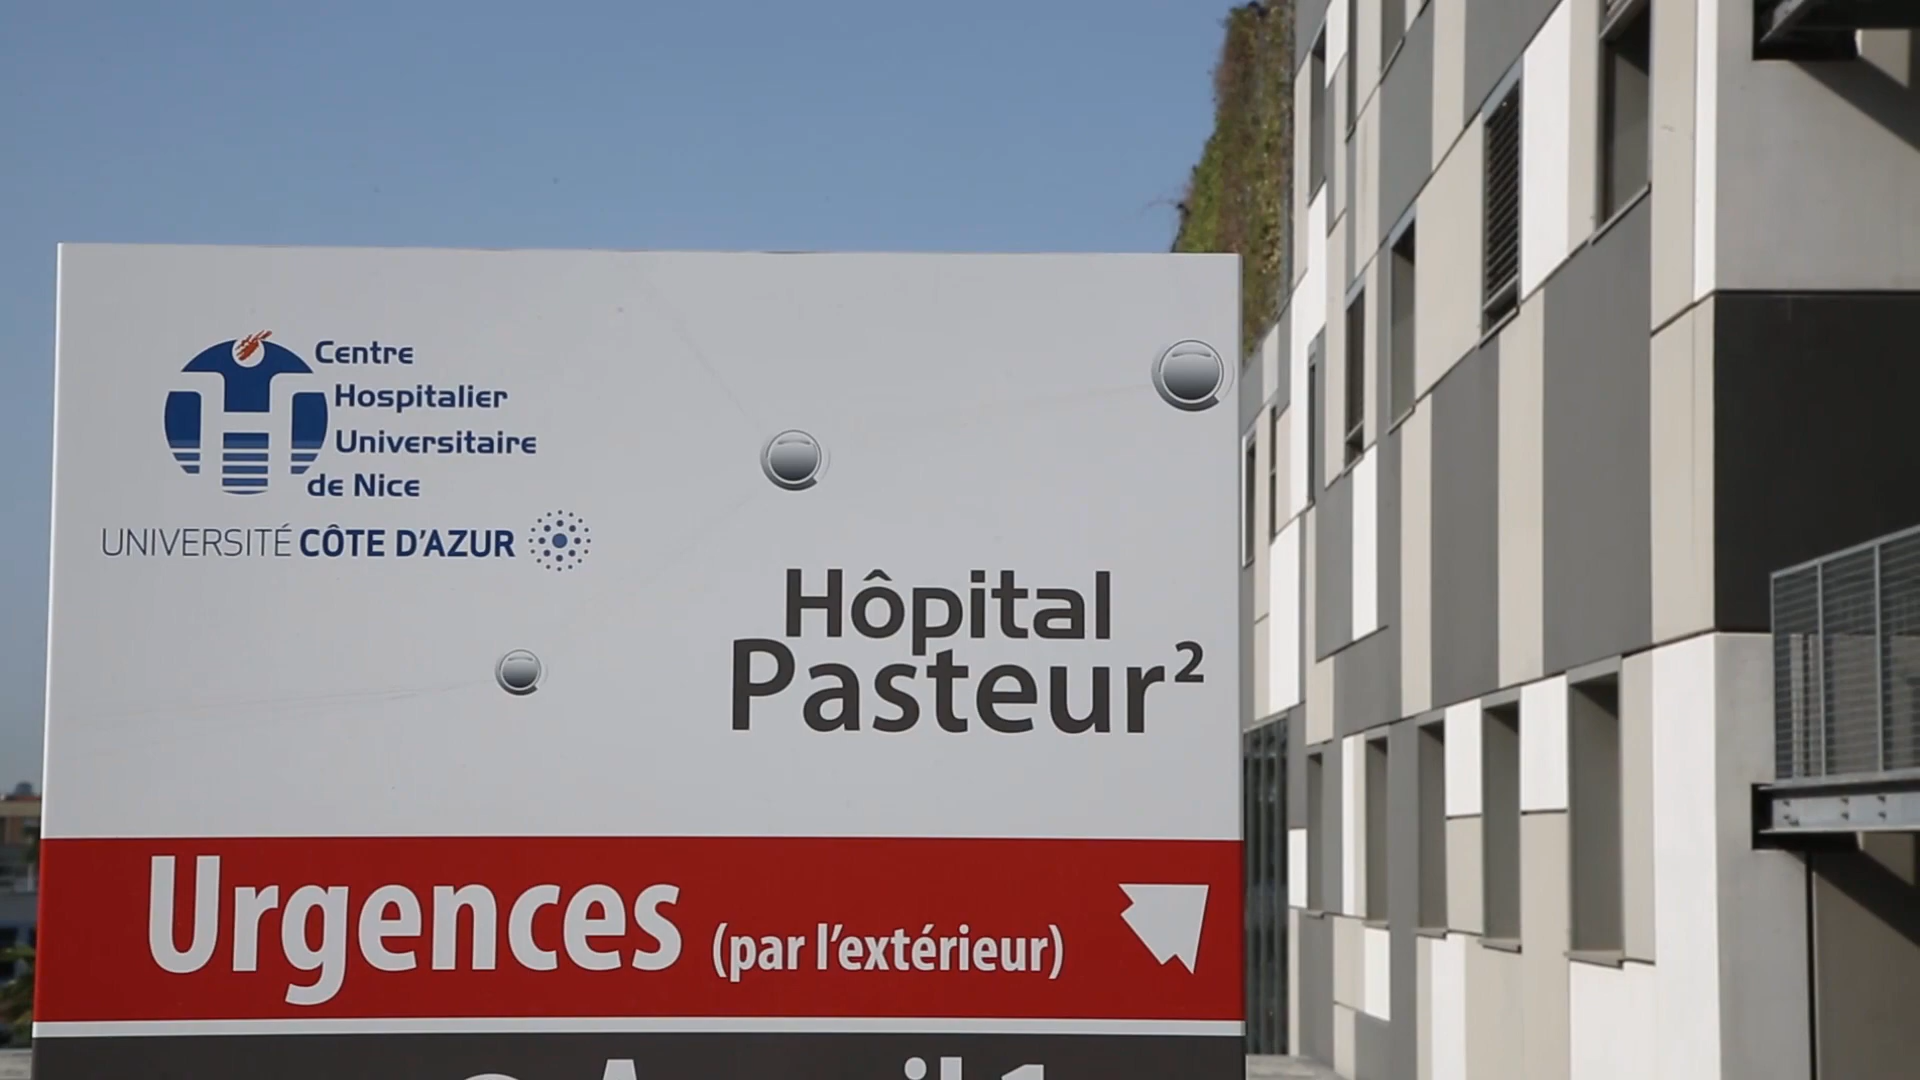 Centre
Hospitalier
Universitaire
de Nice
UNIVERSITÉ CÔTE D'AZUR
Hôpital
Pasteur²
Urgences (par l'extérieur)